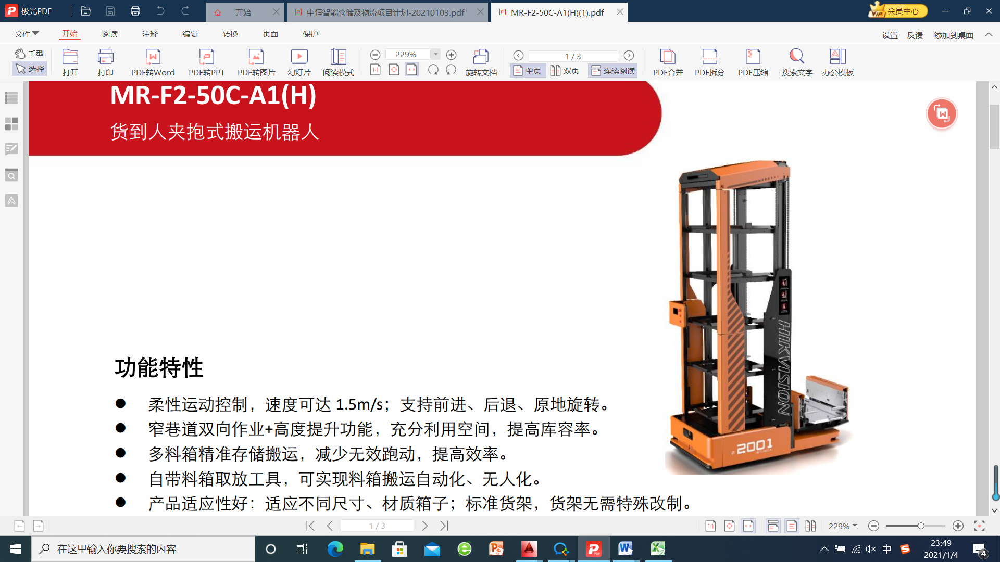 极光PDF
开始
中恒智能仓储及物流项目计划-20210103.pdf
MR-F2-50C-A1(H)(1).pdf
VIP 会员中心
文件 开始 阅读 注释 编辑 转换 页面 保护
设置 反馈 添加到桌面
手型
选择
打开
打印
PDF转Word
PDF转PPT
PDF转图片
幻灯片
阅读模式
229%
1:1
旋转文档
1 / 3
单页 双页 连续阅读
PDF合并
PDF拆分
PDF压缩
搜索文字
办公模板
MR-F2-50C-A1(H)
货到人夹抱式搬运机器人
HIKVISION
2001
功能特性
● 柔性运动控制，速度可达 1.5m/s；支持前进、后退、原地旋转。
● 窄巷道双向作业+高度提升功能，充分利用空间，提高库容率。
● 多料箱精准存储搬运，减少无效跑动，提高效率。
● 自带料箱取放工具，可实现料箱搬运自动化、无人化。
● 产品适应性好：适应不同尺寸、材质箱子；标准货架，货架无需特殊改制。
1 / 3
1:1
229%
在这里输入你要搜索的内容
中
23:49
2021/1/4
4